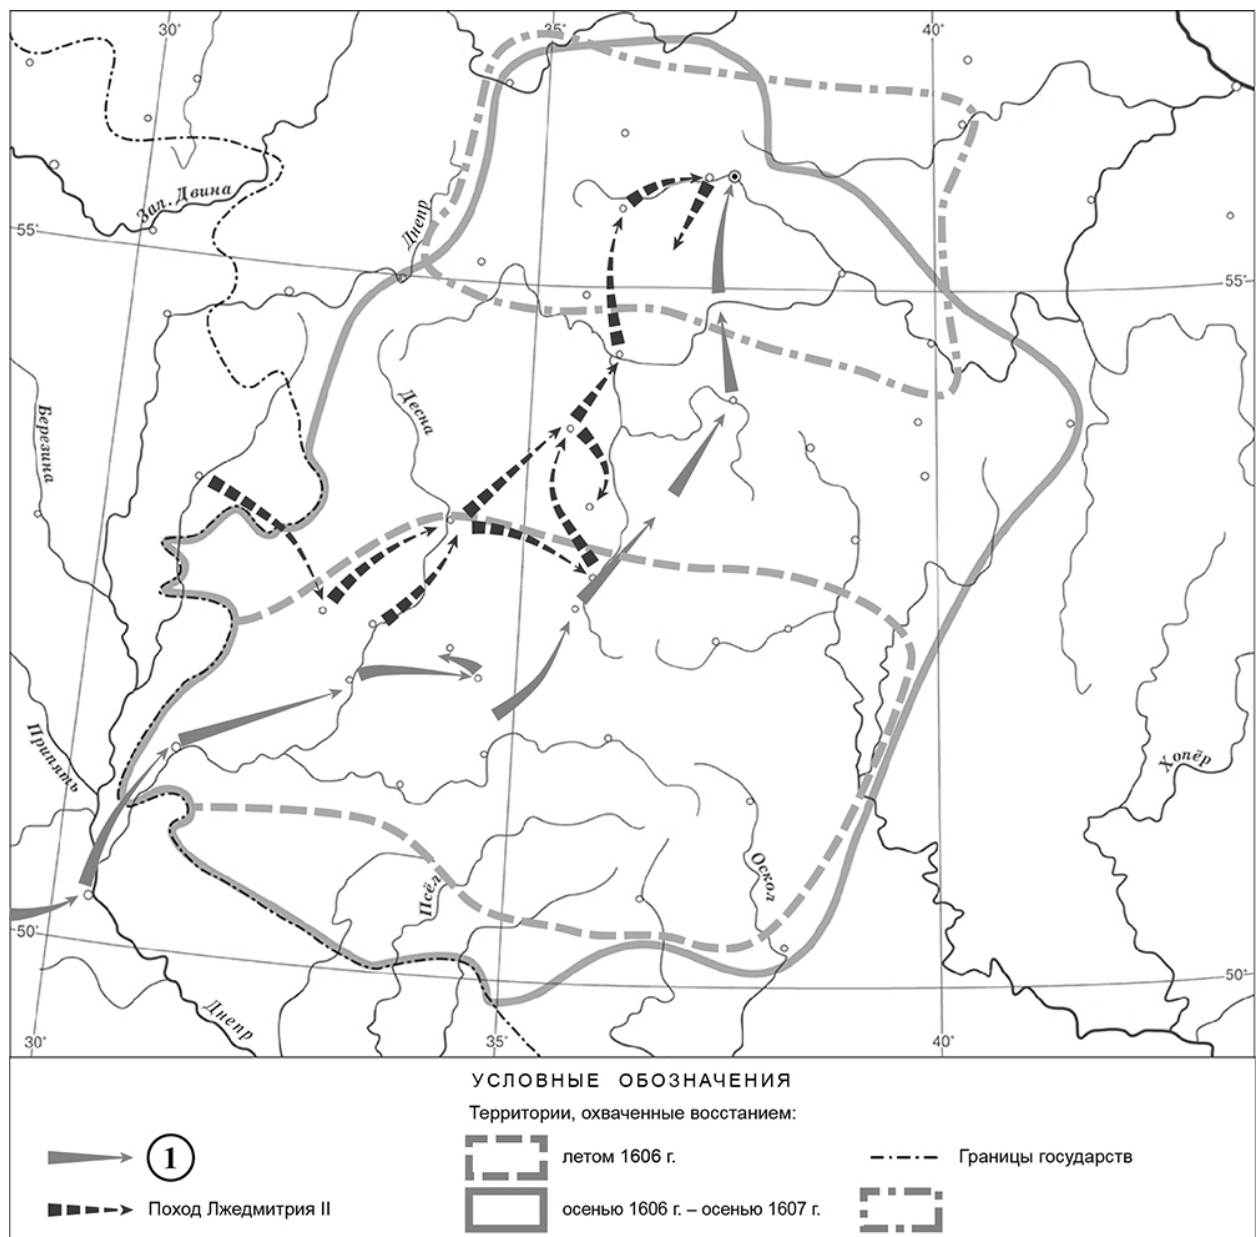 30°
35°
40°
Зап. Двина
Днепр
55°
55°
Десна
Березина
Припять
Хопёр
Оскол
Псёл
50°
50°
Днепр
30°
35°
40°
УСЛОВНЫЕ ОБОЗНАЧЕНИЯ
Территории, охваченные восстанием:
1
летом 1606 г.
Границы государств
Поход Лжедмитрия II
осенью 1606 г. – осенью 1607 г.